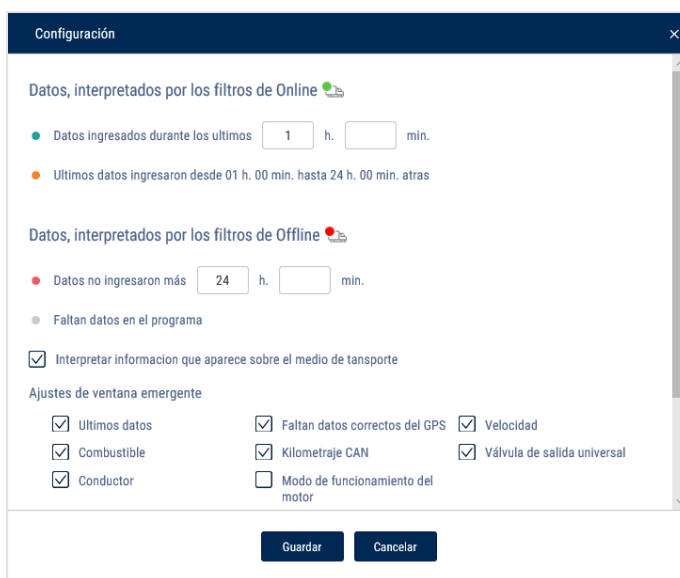 Configuración
Datos, interpretados por los filtros de Online
Datos ingresados durante los ultimos 1 h. min.
Ultimos datos ingresaron desde 01 h. 00 min. hasta 24 h. 00 min. atras
Datos, interpretados por los filtros de Offline
Datos no ingresaron más 24 h. min.
Faltan datos en el programa
Interpretar informacion que aparece sobre el medio de tansporte
Ajustes de ventana emergente
Ultimos datos Faltan datos correctos del GPS Velocidad
Combustible Kilometraje CAN Válvula de salida universal
Conductor Modo de funcionamiento del
motor
Guardar Cancelar